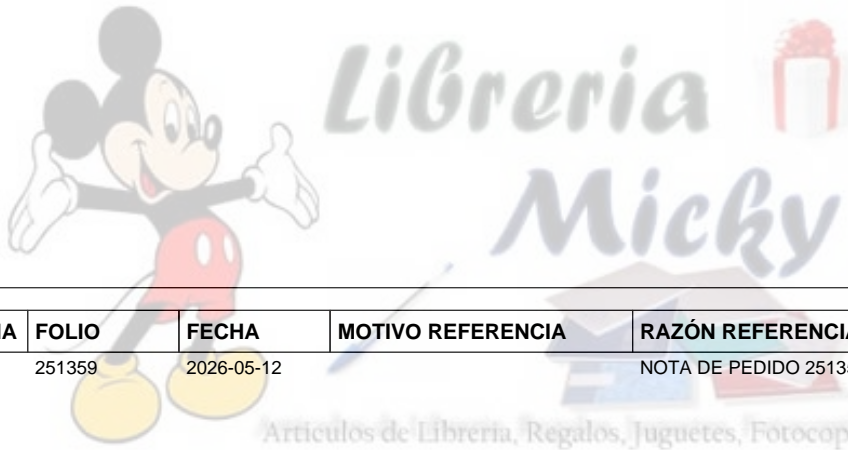 Libreria
Micky
IA FOLIO FECHA MOTIVO REFERENCIA RAZÓN REFERENCIA
251359 2026-05-12 NOTA DE PEDIDO 25135
Articulos de Libreria, Regalos, Juguetes, Fotocop